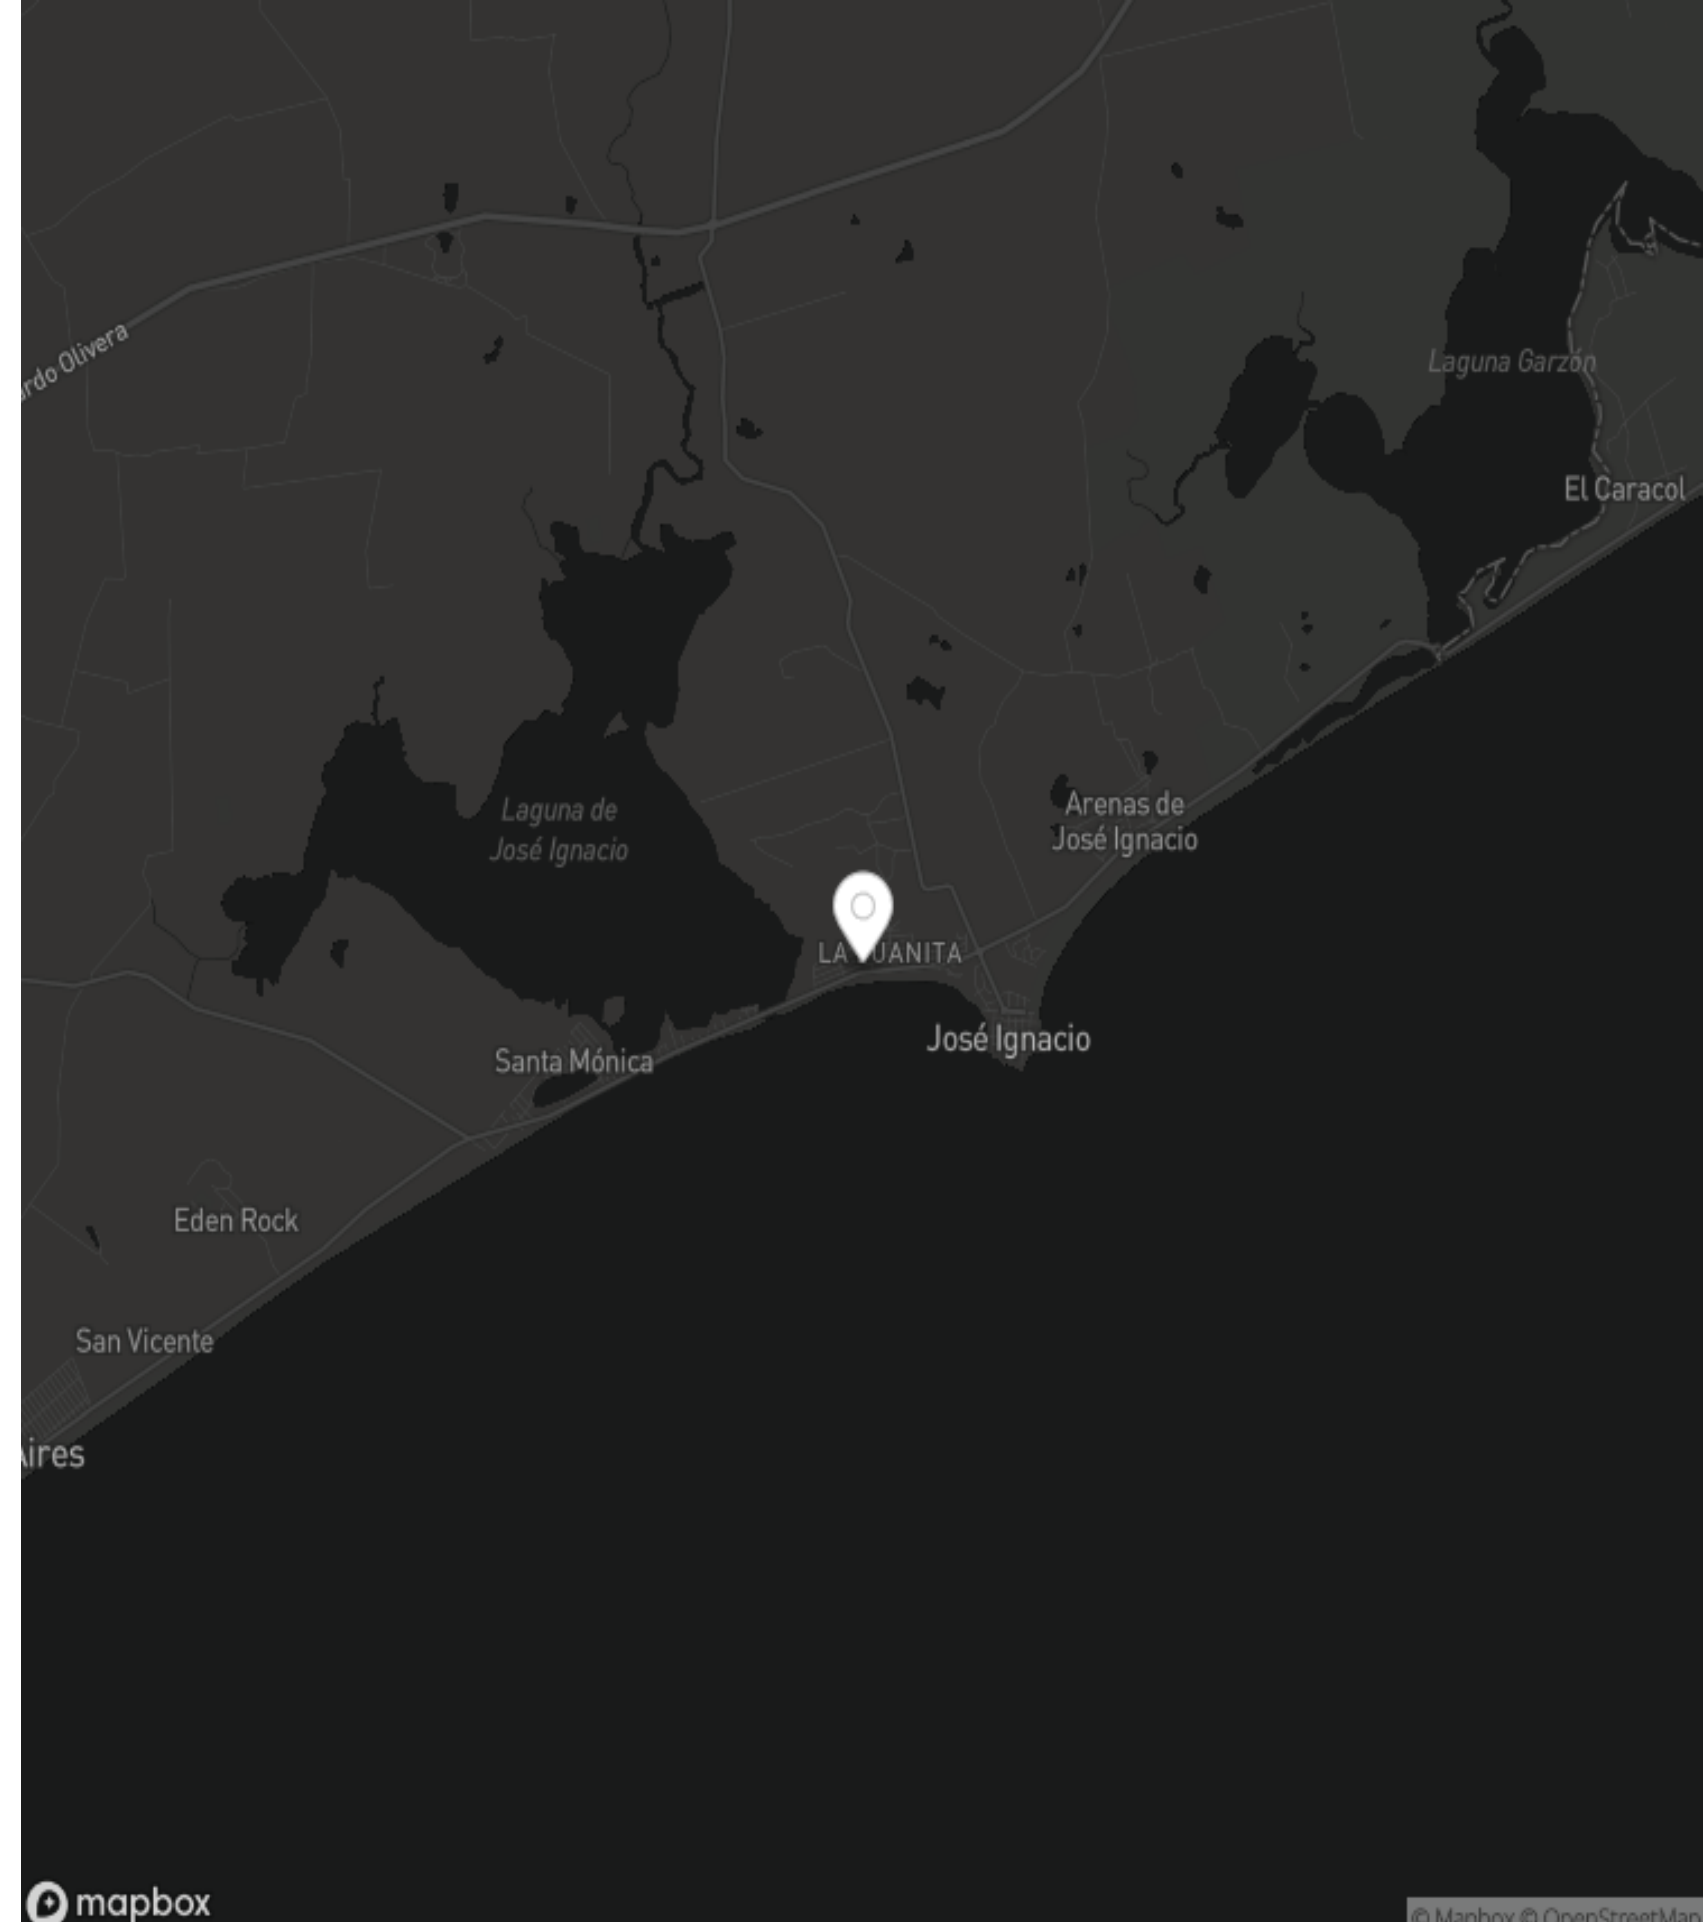 rdo Olivera
Laguna Garzón
El Caracol
Laguna de
José Ignacio
Arenas de
José Ignacio
LA JUANITA
José Ignacio
Santa Mónica
Eden Rock
San Vicente
Aires
mapbox
© Mapbox © OpenStreetMap